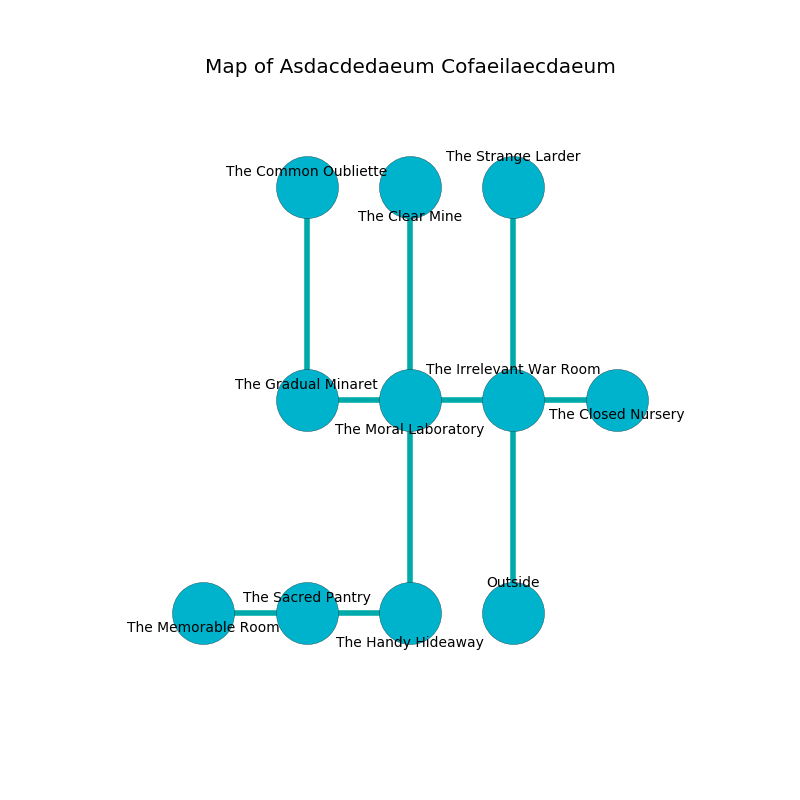 Map of Asdacdedaeum Cofaeilaecdaeum
The Strange Larder
The Common Oubliette
The Clear Mine
The Irrelevant War Room
The Gradual Minaret
The Closed Nursery
The Moral Laboratory
Outside
The Sacred Pantry
The Memorable Room
The Handy Hideaway